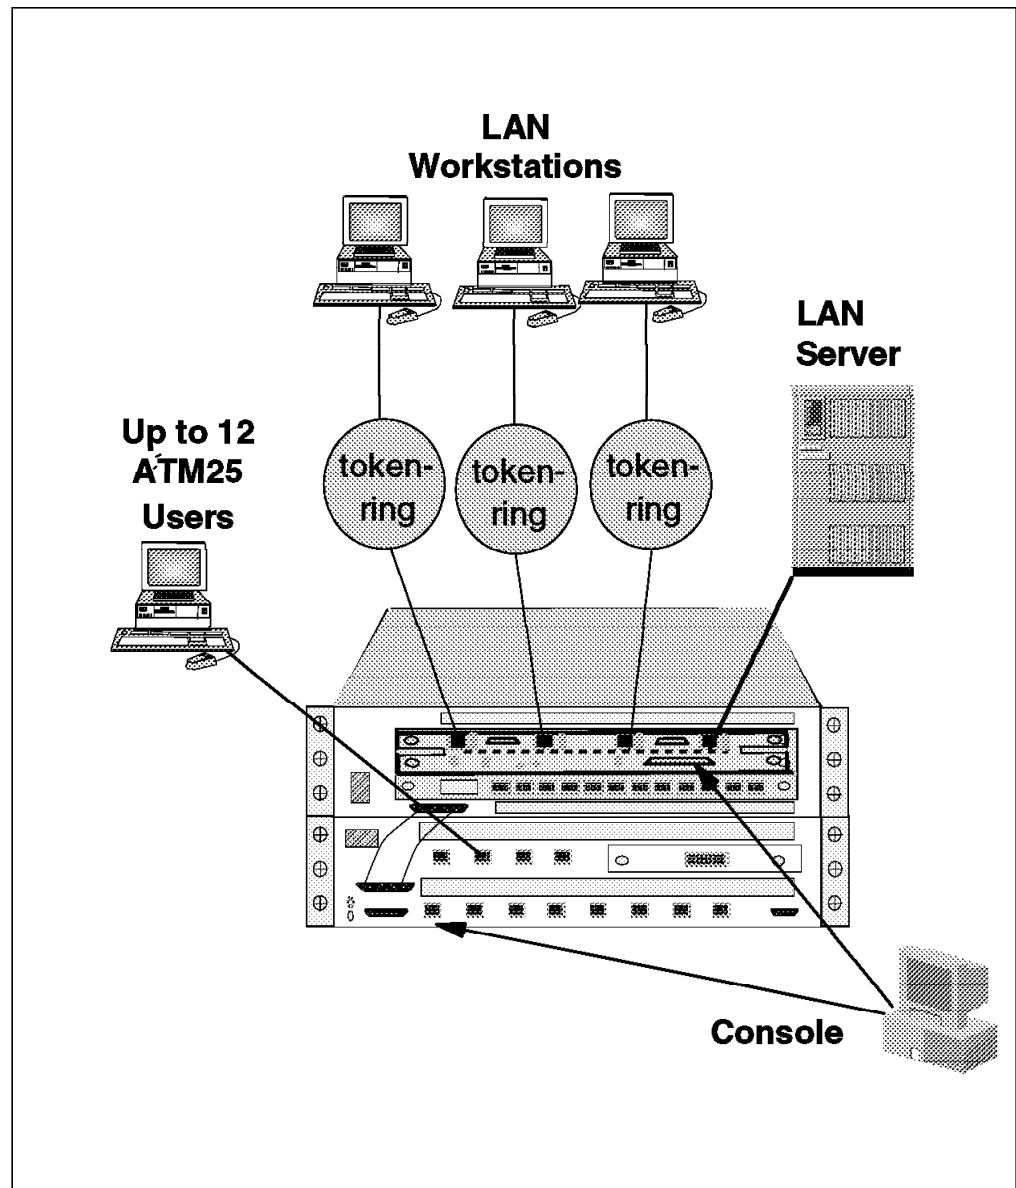 LAN
Workstations
LAN
Server
Up to 12
ATM25
Users
token-
ring
token-
ring
token-
ring
Console